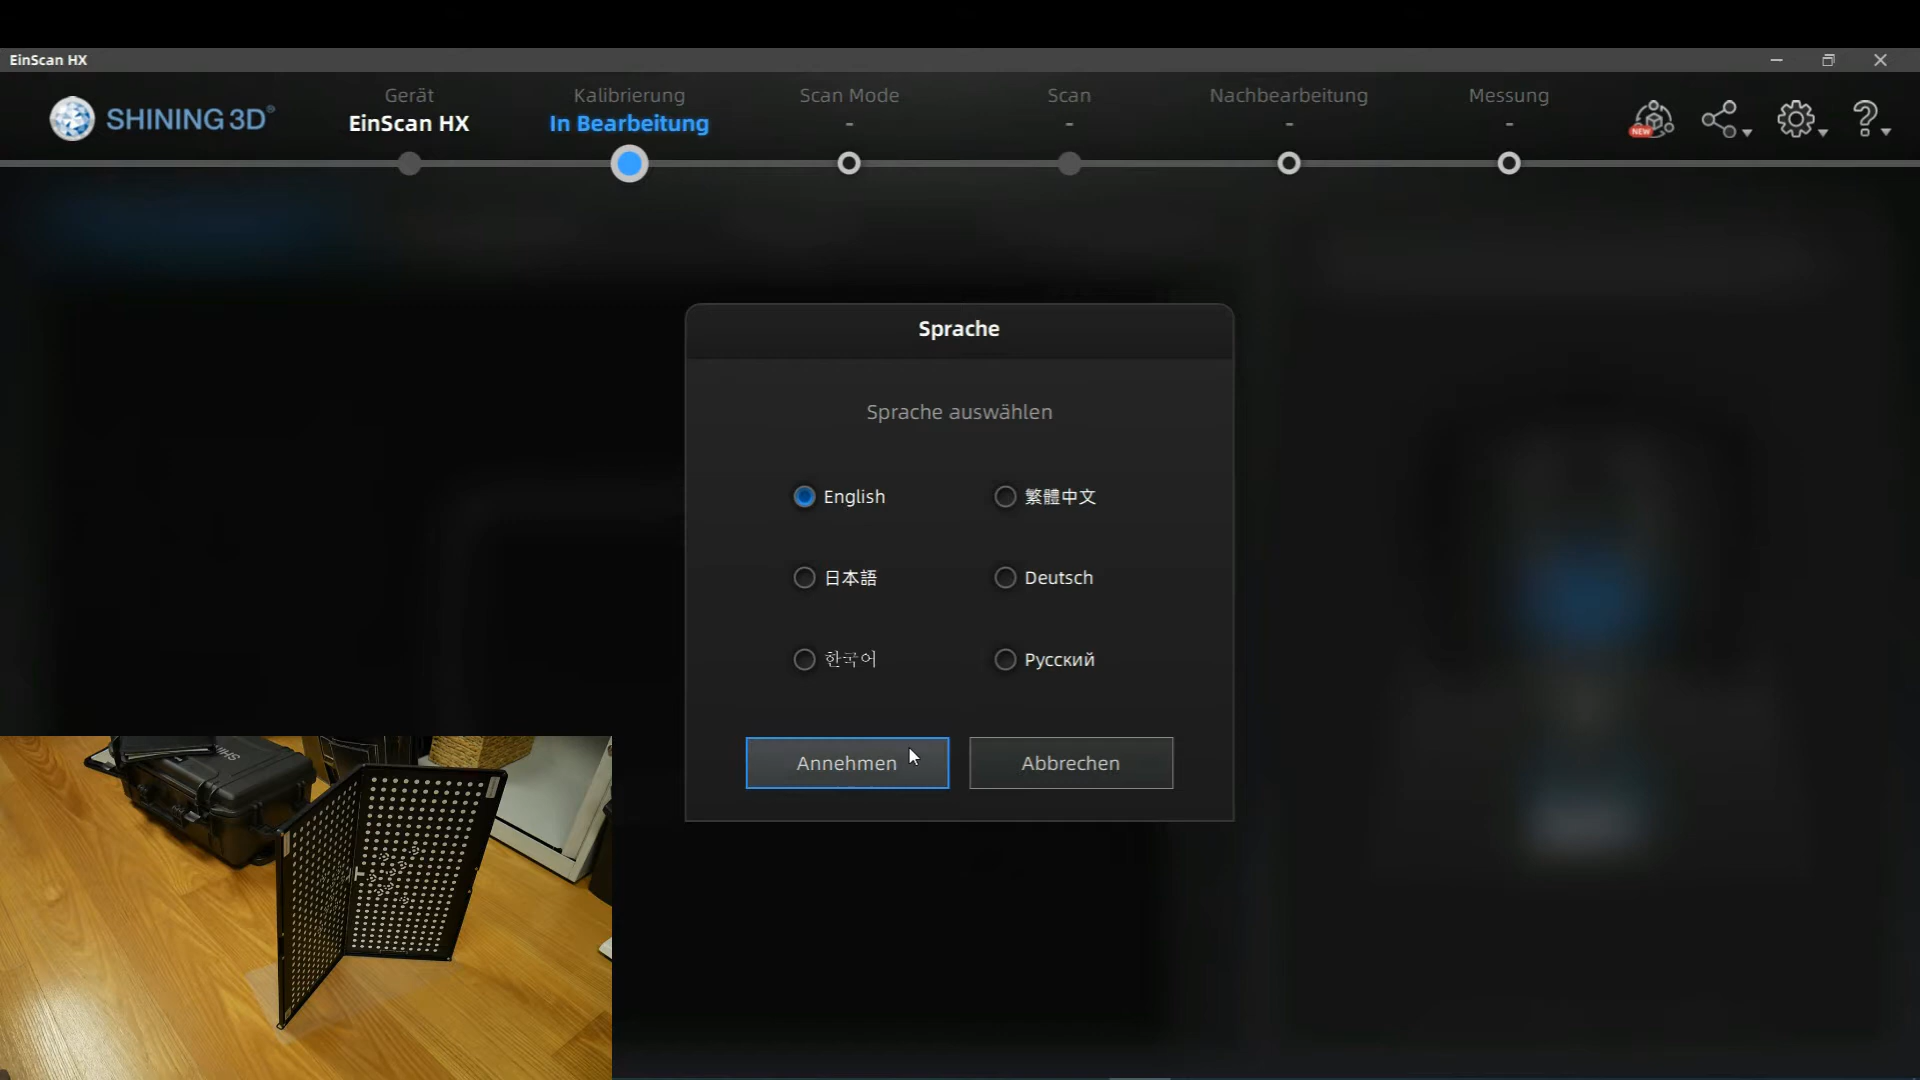 EinScan HX
SHINING 3D®
Gerät
EinScan HX
Kalibrierung
In Bearbeitung
Scan Mode
-
Scan
-
Nachbearbeitung
-
Messung
-
NEW
Sprache
Sprache auswählen
English
繁體中文
日本語
Deutsch
한국어
Русский
Annehmen
Abbrechen